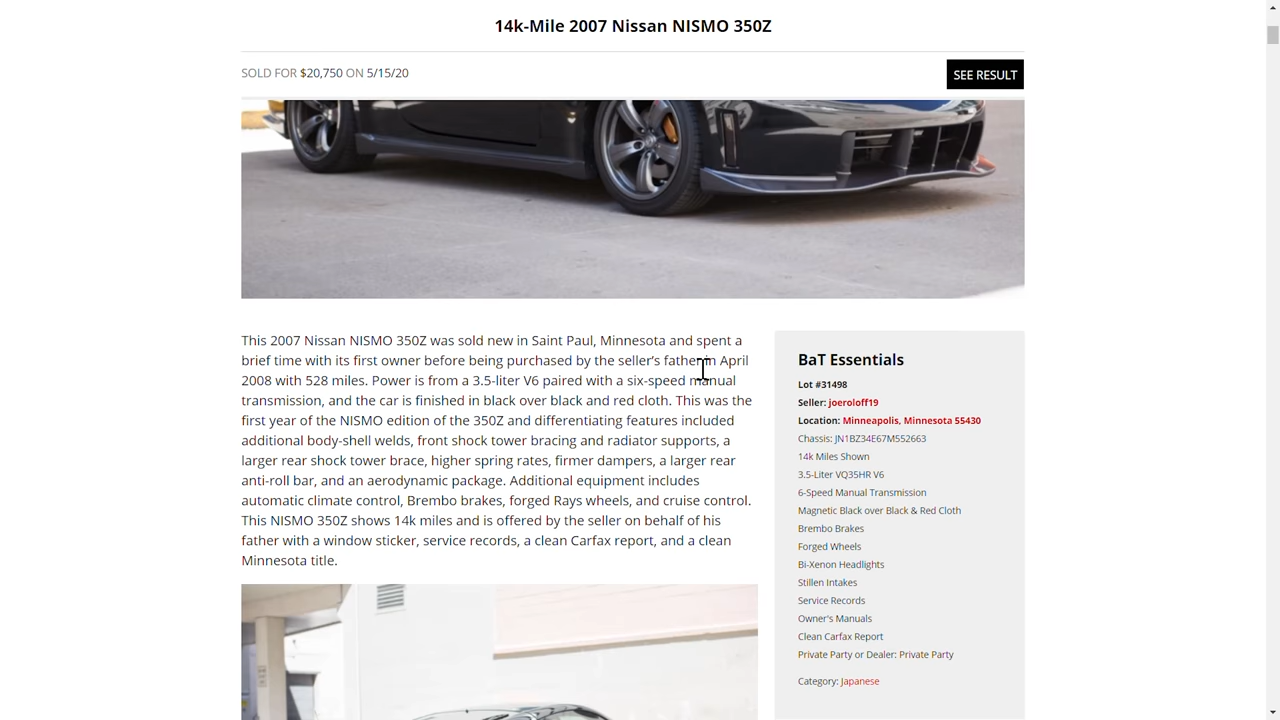 14k-Mile 2007 Nissan NISMO 350Z
SOLD FOR $20,750 ON 5/15/20
SEE RESULT
This 2007 Nissan NISMO 350Z was sold new in Saint Paul, Minnesota and spent a
brief time with its first owner before being purchased by the seller's father in April
2008 with 528 miles. Power is from a 3.5-liter V6 paired with a six-speed manual
transmission, and the car is finished in black over black and red cloth. This was the
first year of the NISMO edition of the 350Z and differentiating features included
additional body-shell welds, front shock tower bracing and radiator supports, a
larger rear shock tower brace, higher spring rates, firmer dampers, a larger rear
anti-roll bar, and an aerodynamic package. Additional equipment includes
automatic climate control, Brembo brakes, forged Rays wheels, and cruise control.
This NISMO 350Z shows 14k miles and is offered by the seller on behalf of his
father with a window sticker, service records, a clean Carfax report, and a clean
Minnesota title.
BaT Essentials
Lot #31498
Seller: joeroloff19
Location: Minneapolis, Minnesota 55430
Chassis: JN1BZ34E67M552663
14k Miles Shown
3.5-Liter VQ35HR V6
6-Speed Manual Transmission
Magnetic Black over Black & Red Cloth
Brembo Brakes
Forged Wheels
Bi-Xenon Headlights
Stillen Intakes
Service Records
Owner's Manuals
Clean Carfax Report
Private Party or Dealer: Private Party
Category: Japanese